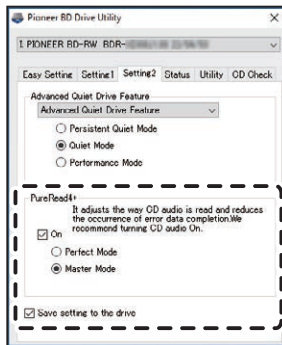 Pioneer BD Drive Utility
1 PIONEER BD-RW BDR-
Easy Setting Setting1 Setting2 Status Utility CD Check
Advanced Quiet Drive Feature
Advanced Quiet Drive Feature
Persistent Quiet Mode
Quiet Mode
Performance Mode
PureRead4+
It adjusts the way CD audio is read and reduces
the occurrence of error data completion.We
recommond turning CD audio On.
On
Perfect Mode
Master Mode
Save setting to the drive